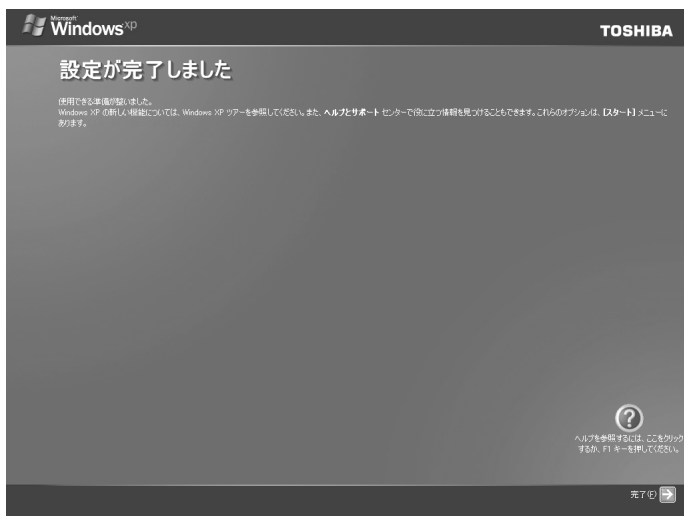 Microsoft
Windows xp
TOSHIBA
設定が完了しました
使用できる準備が整いました。
Windows XP の新しい機能については、Windows XP ツアーを参照してください。また、ヘルプとサポート センターで役に立つ情報を見つけることもできます。これらのオプションは、[スタート] メニューに
あります。
ヘルプを参照するには、ここをクリック
するか、F1 キーを押してください。
完了(F)